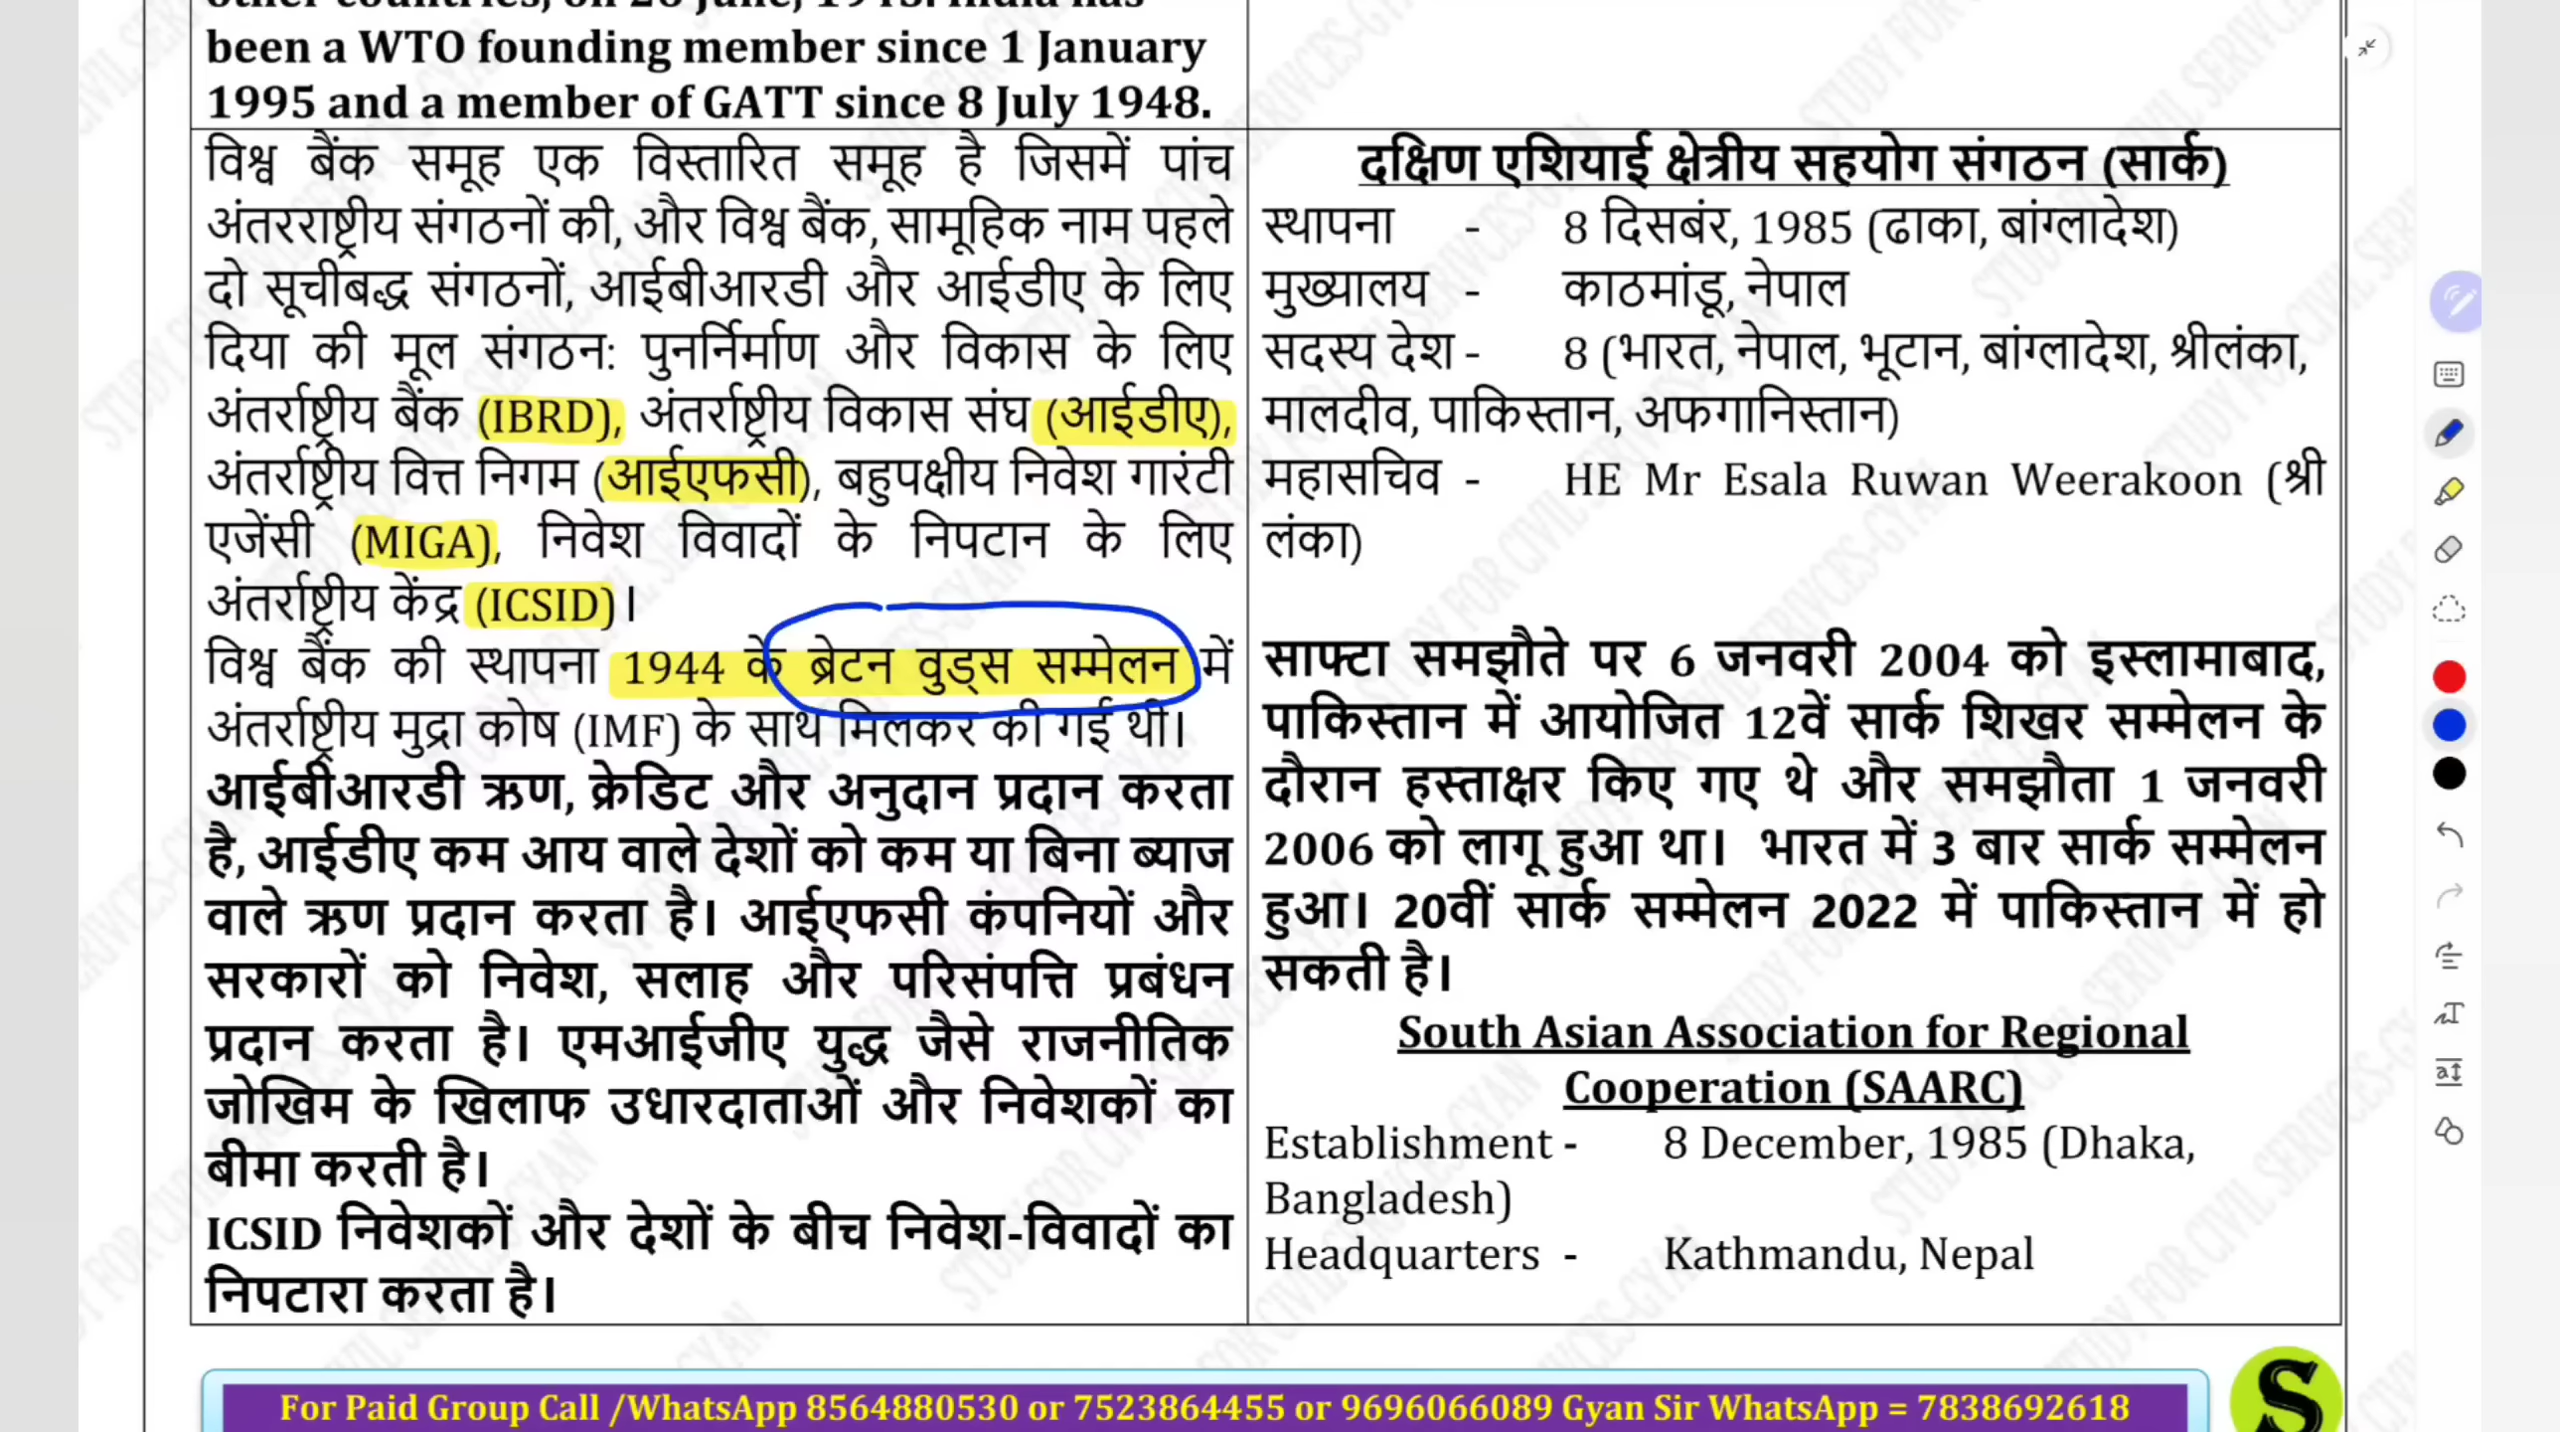 been a WTO founding member since 1 January
1995 and a member of GATT since 8 July 1948.
विश्व बैंक समूह एक विस्तारित समूह है जिसमें पांच
अंतरराष्ट्रीय संगठनों की, और विश्व बैंक, सामूहिक नाम पहले
दो सूचीबद्ध संगठनों, आईबीआरडी और आईडीए के लिए
दिया की मूल संगठन: पुनर्निर्माण और विकास के लिए
अंतर्राष्ट्रीय बैंक (IBRD), अंतर्राष्ट्रीय विकास संघ (आईडीए),
अंतर्राष्ट्रीय वित्त निगम (आईएफसी), बहुपक्षीय निवेश गारंटी
एजेंसी (MIGA), निवेश विवादों के निपटान के लिए
अंतर्राष्ट्रीय केंद्र (ICSID)।
विश्व बैंक की स्थापना 1944 के ब्रेटन वुड्स सम्मेलन में
अंतर्राष्ट्रीय मुद्रा कोष (IMF) के साथ मिलकर की गई थी।
आईबीआरडी ऋण, क्रेडिट और अनुदान प्रदान करता
है, आईडीए कम आय वाले देशों को कम या बिना ब्याज
वाले ऋण प्रदान करता है। आईएफसी कंपनियों और
सरकारों को निवेश, सलाह और परिसंपत्ति प्रबंधन
प्रदान करता है। एमआईजीए युद्ध जैसे राजनीतिक
जोखिम के खिलाफ उधारदाताओं और निवेशकों का
बीमा करती है।
ICSID निवेशकों और देशों के बीच निवेश-विवादों का
निपटारा करता है।
दक्षिण एशियाई क्षेत्रीय सहयोग संगठन (सार्क)
स्थापना - 8 दिसबंर, 1985 (ढाका, बांग्लादेश)
मुख्यालय - काठमांडू, नेपाल
सदस्य देश - 8 (भारत, नेपाल, भूटान, बांग्लादेश, श्रीलंका,
मालदीव, पाकिस्तान, अफगानिस्तान)
महासचिव - HE Mr Esala Ruwan Weerakoon (श्री
लंका)
साफ्टा समझौते पर 6 जनवरी 2004 को इस्लामाबाद,
पाकिस्तान में आयोजित 12वें सार्क शिखर सम्मेलन के
दौरान हस्ताक्षर किए गए थे और समझौता 1 जनवरी
2006 को लागू हुआ था। भारत में 3 बार सार्क सम्मेलन
हुआ। 20वीं सार्क सम्मेलन 2022 में पाकिस्तान में हो
सकती है।
South Asian Association for Regional
Cooperation (SAARC)
Establishment - 8 December, 1985 (Dhaka,
Bangladesh)
Headquarters - Kathmandu, Nepal
For Paid Group Call /WhatsApp 8564880530 or 7523864455 or 9696066089 Gyan Sir WhatsApp = 7838692618
S